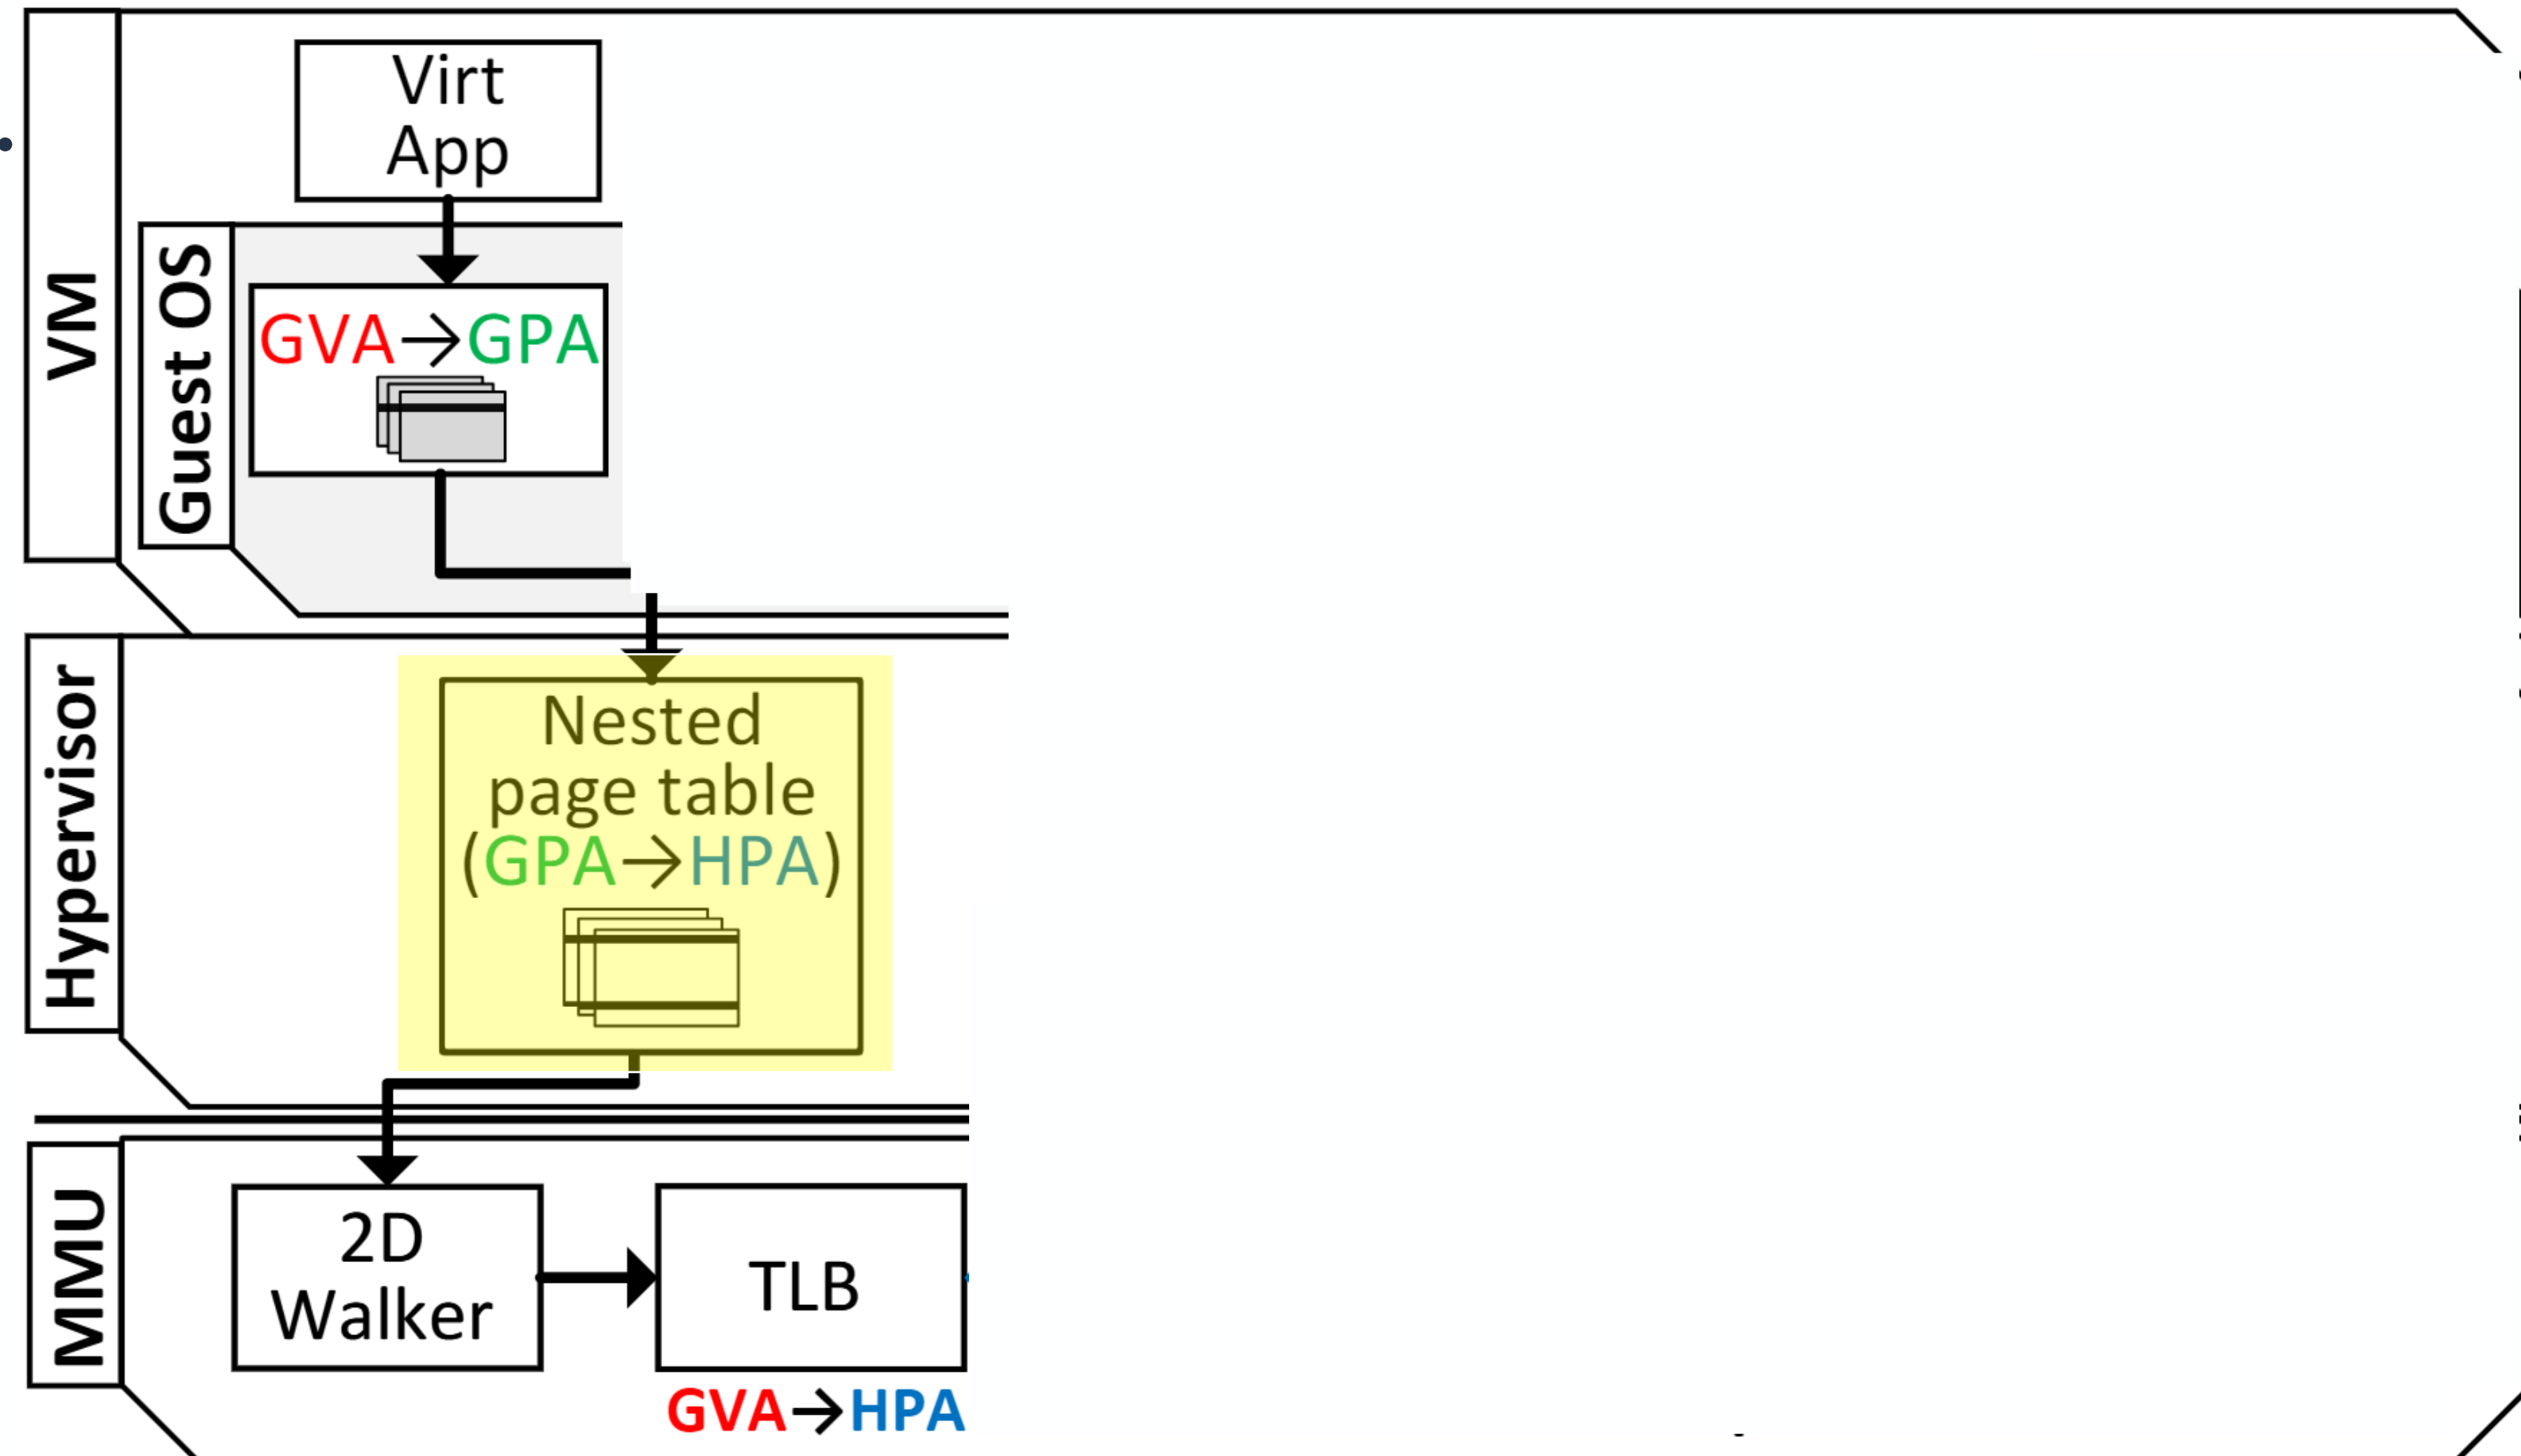 VM
Virt
App
Guest OS
GVA→GPA
Hypervisor
Nested
page table
(GPA→HPA)
MMU
2D
Walker
TLB
GVA→HPA